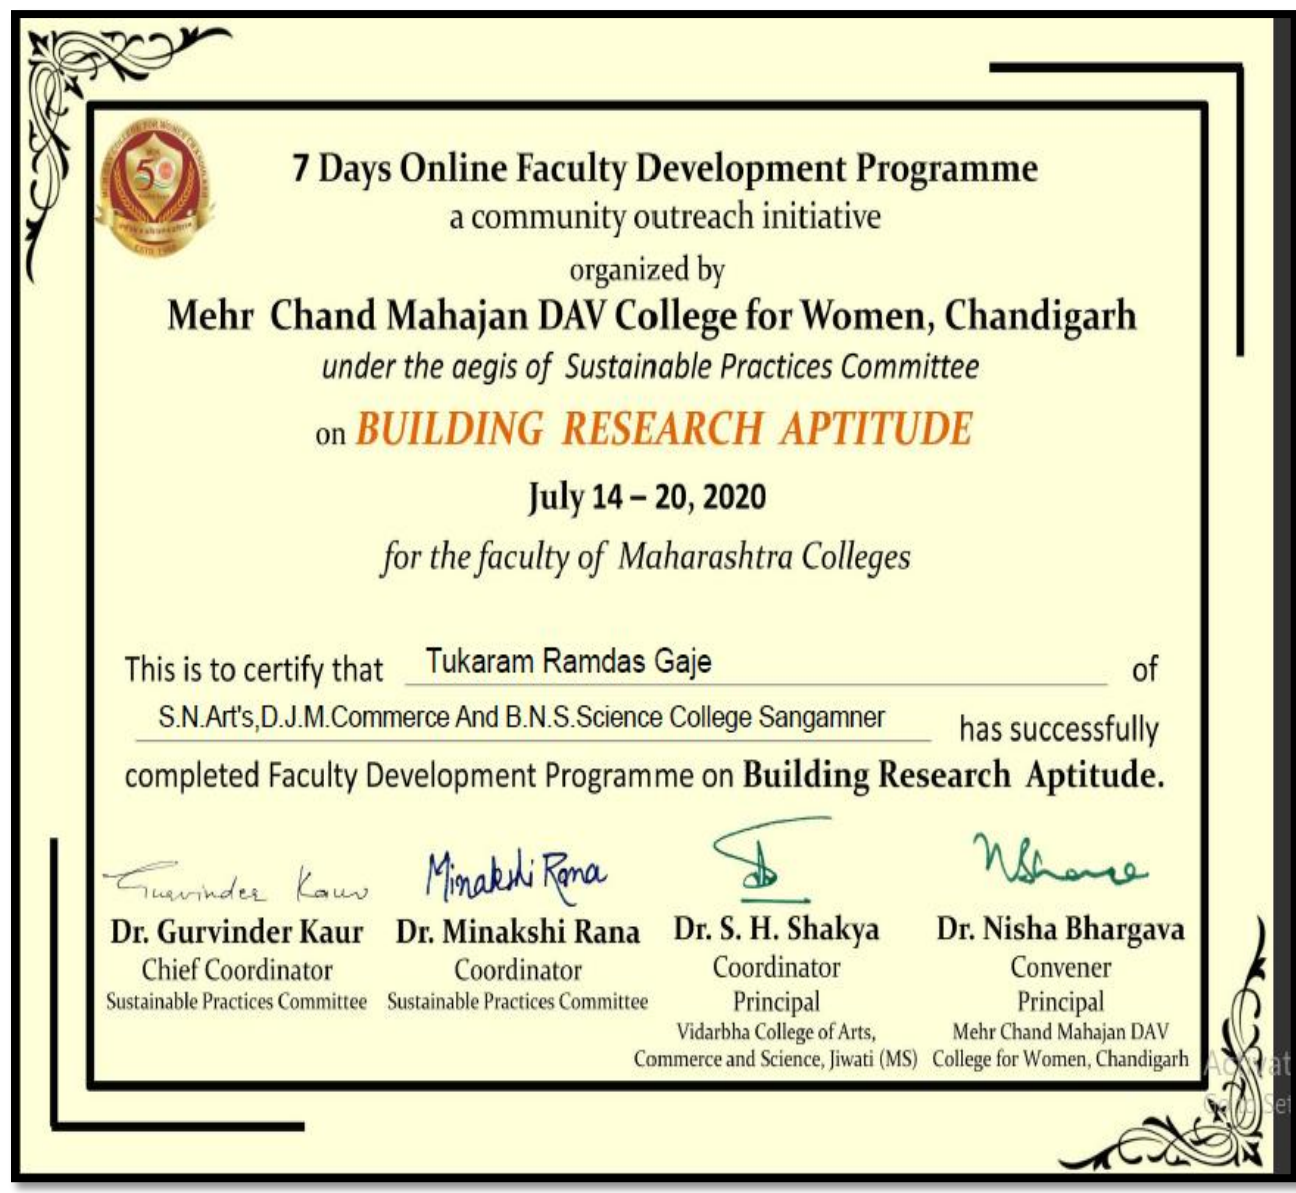 50
7 Days Online Faculty Development Programme
a community outreach initiative
organized by
Mehr Chand Mahajan DAV College for Women, Chandigarh
under the aegis of Sustainable Practices Committee
on BUILDING RESEARCH APTITUDE
July 14 – 20, 2020
for the faculty of Maharashtra Colleges
This is to certify that Tukaram Ramdas Gaje of
S.N.Art's,D.J.M.Commerce And B.N.S.Science College Sangamner has successfully
completed Faculty Development Programme on Building Research Aptitude.
Gurvinder Kaur Minakshi Rana
Dr. Gurvinder Kaur Dr. Minakshi Rana Dr. S. H. Shakya Dr. Nisha Bhargava
Chief Coordinator Coordinator Coordinator Convener
Sustainable Practices Committee Sustainable Practices Committee Principal Principal
Vidarbha College of Arts, Mehr Chand Mahajan DAV
Commerce and Science, Jiwati (MS) College for Women, Chandigarh
Activat
Go to Set